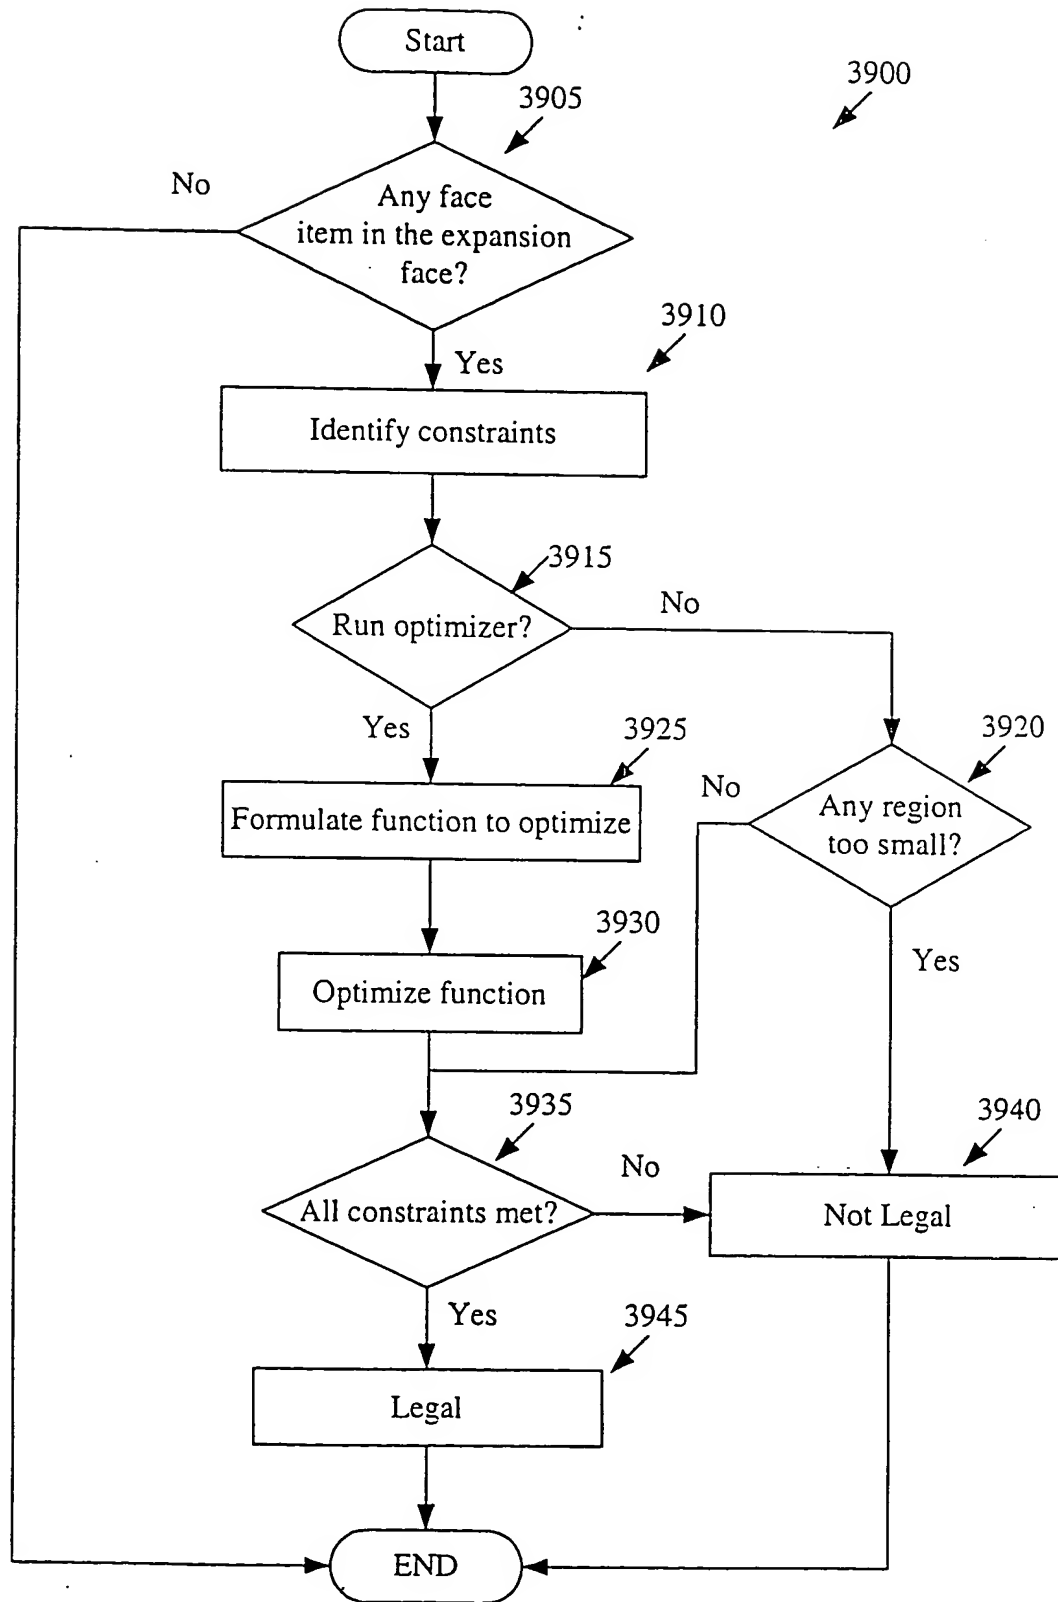 Start
3900
3905
No
Any face
item in the expansion
face?
3910
Yes
Identify constraints
3915
No
Run optimizer?
Yes
3925
3920
No
Any region
too small?
Formulate function to optimize
3930
Yes
Optimize function
3935
3940
No
All constraints met?
Not Legal
Yes
3945
Legal
END